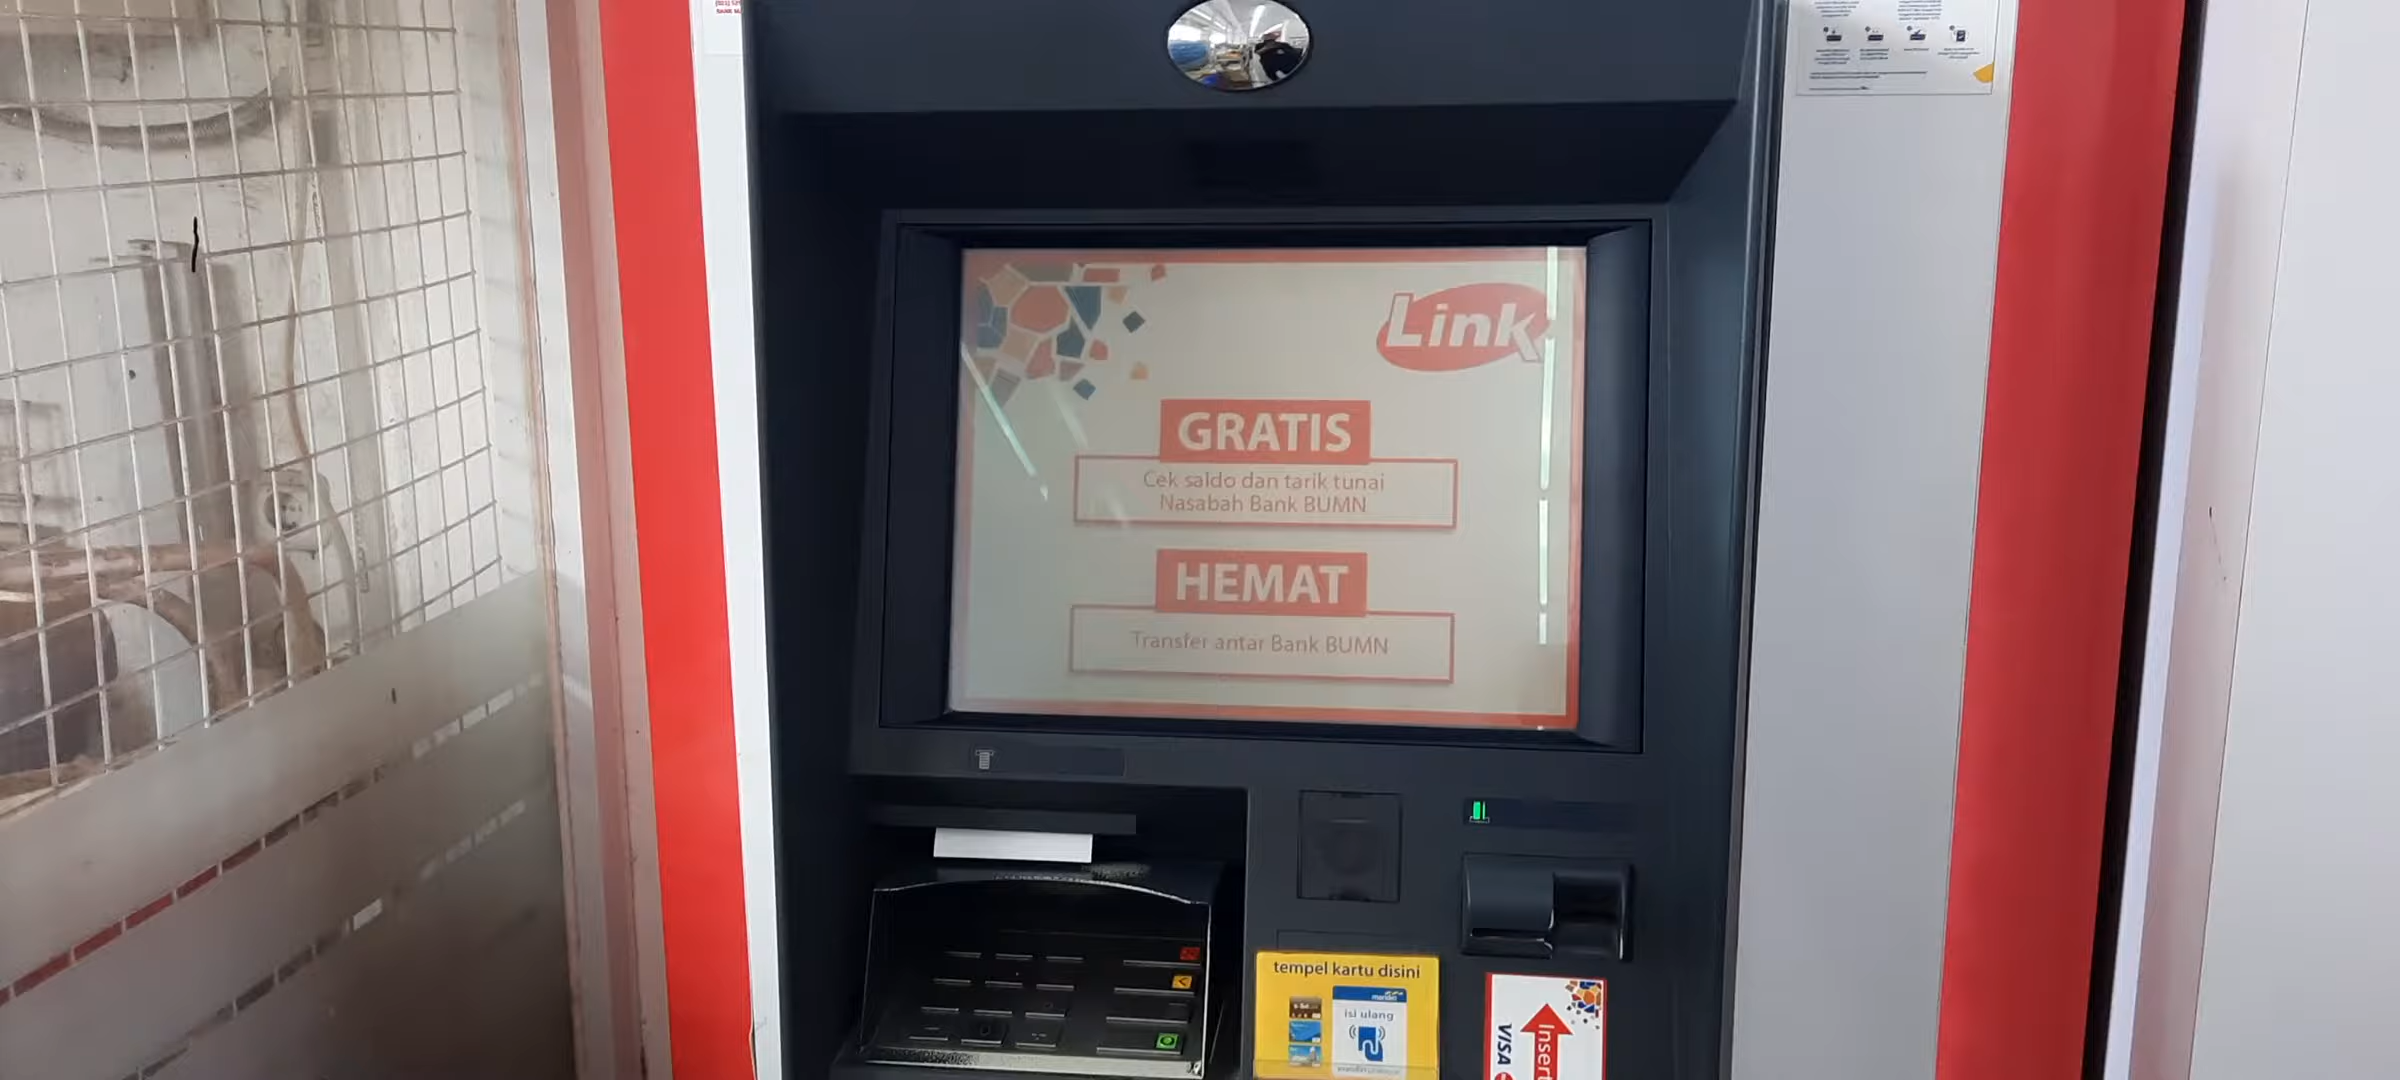 Link
GRATIS
Cek saldo dan tarik tunai
Nasabah Bank BUMN
HEMAT
Transfer antar Bank BUMN
tempel kartu disini
mandiri
isi ulang
Insert
VISA